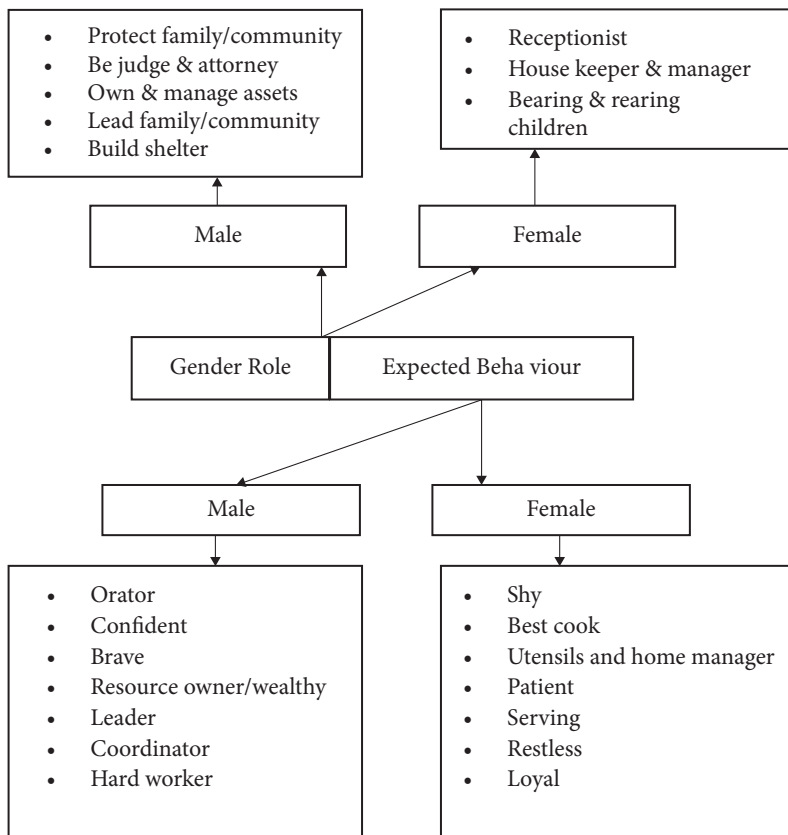 • Protect family/community
• Be judge & attorney
• Own & manage assets
• Lead family/community
• Build shelter
• Receptionist
• House keeper & manager
• Bearing & rearing
children
Male
Female
Gender Role
Expected Beha viour
Male
Female
• Orator
• Confident
• Brave
• Resource owner/wealthy
• Leader
• Coordinator
• Hard worker
• Shy
• Best cook
• Utensils and home manager
• Patient
• Serving
• Restless
• Loyal